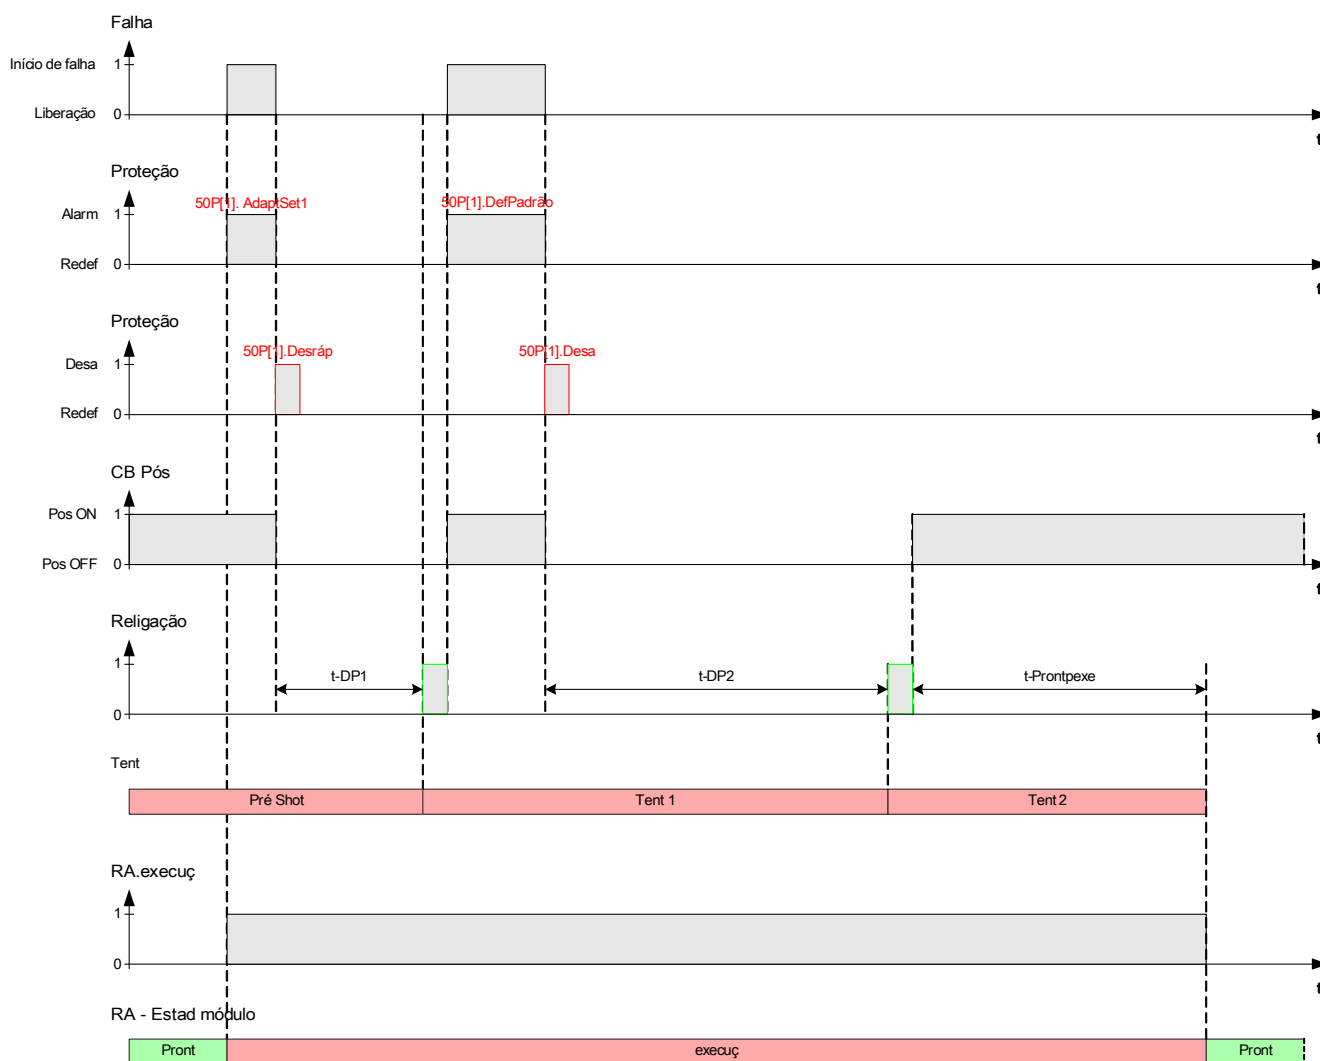 Falha
Início de falha 1
Liberação 0
t
Proteção
50P[1]. AdaptSet1 50P[1].DefPadrão
Alarm 1
Redef 0
t
Proteção
50P[1].Desráp 50P[1].Desa
Desa 1
Redef 0
t
CB Pós
Pos ON 1
Pos OFF 0
t
Religação
1
t-DP1 t-DP2 t-Prontpexe
0
t
Tent
Pré Shot Tent 1 Tent 2
RA.execuç
1
0
t
RA - Estad módulo
Pront execuç Pront